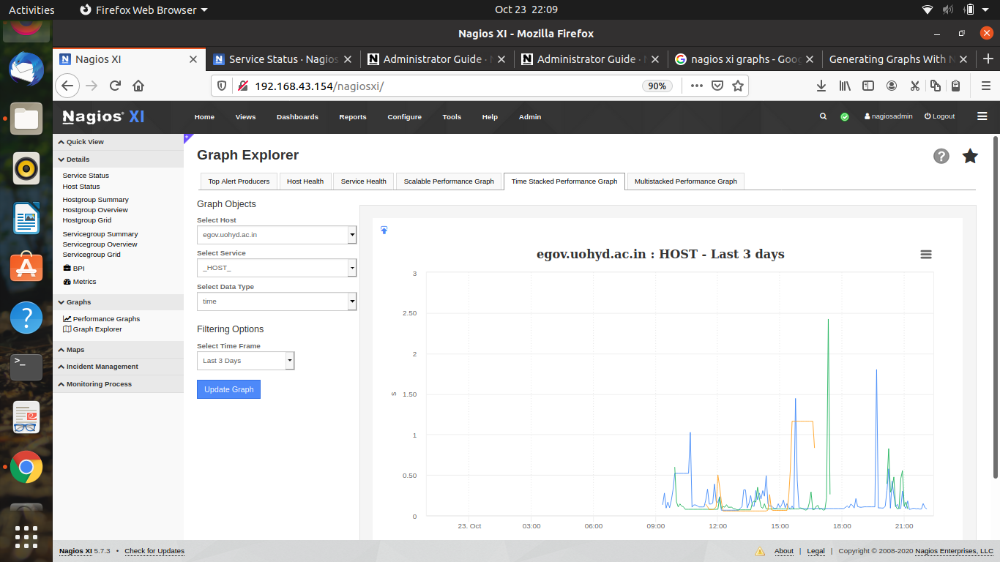 Activities Firefox Web Browser Oct 23 22:09
Nagios XI - Mozilla Firefox
Nagios XI Service Status · Nagios Administrator Guide · Administrator Guide · nagios xi graphs - Goog Generating Graphs With N
192.168.43.154/nagiosxi/ 90%
Nagios® XI Home Views Dashboards Reports Configure Tools Help Admin nagiosadmin Logout
Quick View
Details
Service Status
Host Status
Hostgroup Summary
Hostgroup Overview
Hostgroup Grid
Servicegroup Summary
Servicegroup Overview
Servicegroup Grid
BPI
Metrics
Graphs
Performance Graphs
Graph Explorer
Maps
Incident Management
Monitoring Process
Graph Explorer
Top Alert Producers Host Health Service Health Scalable Performance Graph Time Stacked Performance Graph Multistacked Performance Graph
Graph Objects
Select Host
egov.uohyd.ac.in
Select Service
_HOST_
Select Data Type
time
Filtering Options
Select Time Frame
Last 3 Days
Update Graph
egov.uohyd.ac.in : HOST - Last 3 days
3
2.50
2
1.50
1
0.50
0
s
23. Oct 03:00 06:00 09:00 12:00 15:00 18:00 21:00
Nagios XI 5.7.3 • Check for Updates About | Legal | Copyright © 2008-2020 Nagios Enterprises, LLC